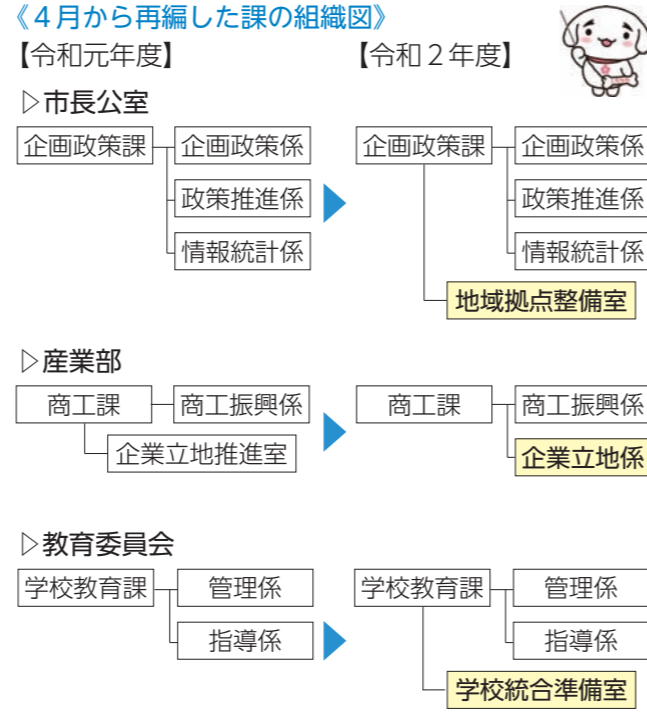 《４月から再編した課の組織図》
【令和元年度】 【令和２年度】
▷市長公室
企画政策課 企画政策係 企画政策課 企画政策係
政策推進係 政策推進係
情報統計係 情報統計係
地域拠点整備室
▷産業部
商工課 商工振興係 商工課 商工振興係
企業立地推進室 企業立地係
▷教育委員会
学校教育課 管理係 学校教育課 管理係
指導係 指導係
学校統合準備室